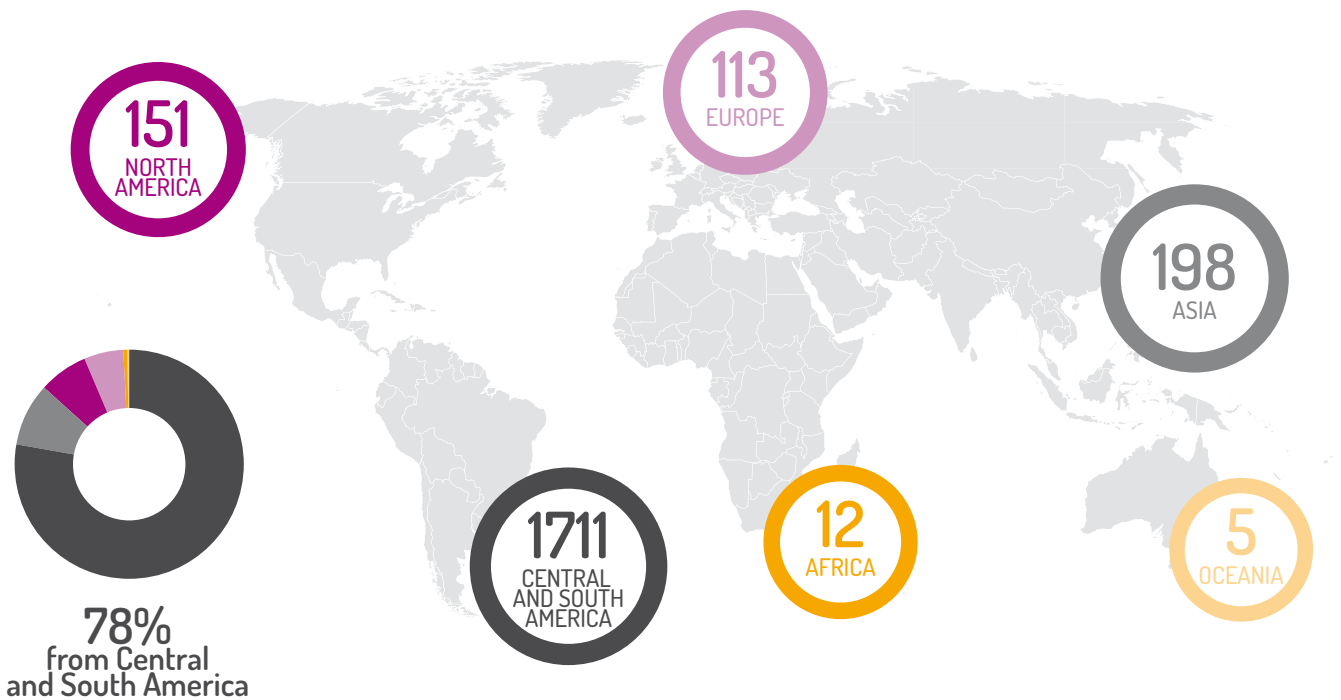 113
EUROPE
151
NORTH
AMERICA
198
ASIA
1711
CENTRAL
AND SOUTH
AMERICA
12
AFRICA
5
OCEANIA
78%
from Central
and South America